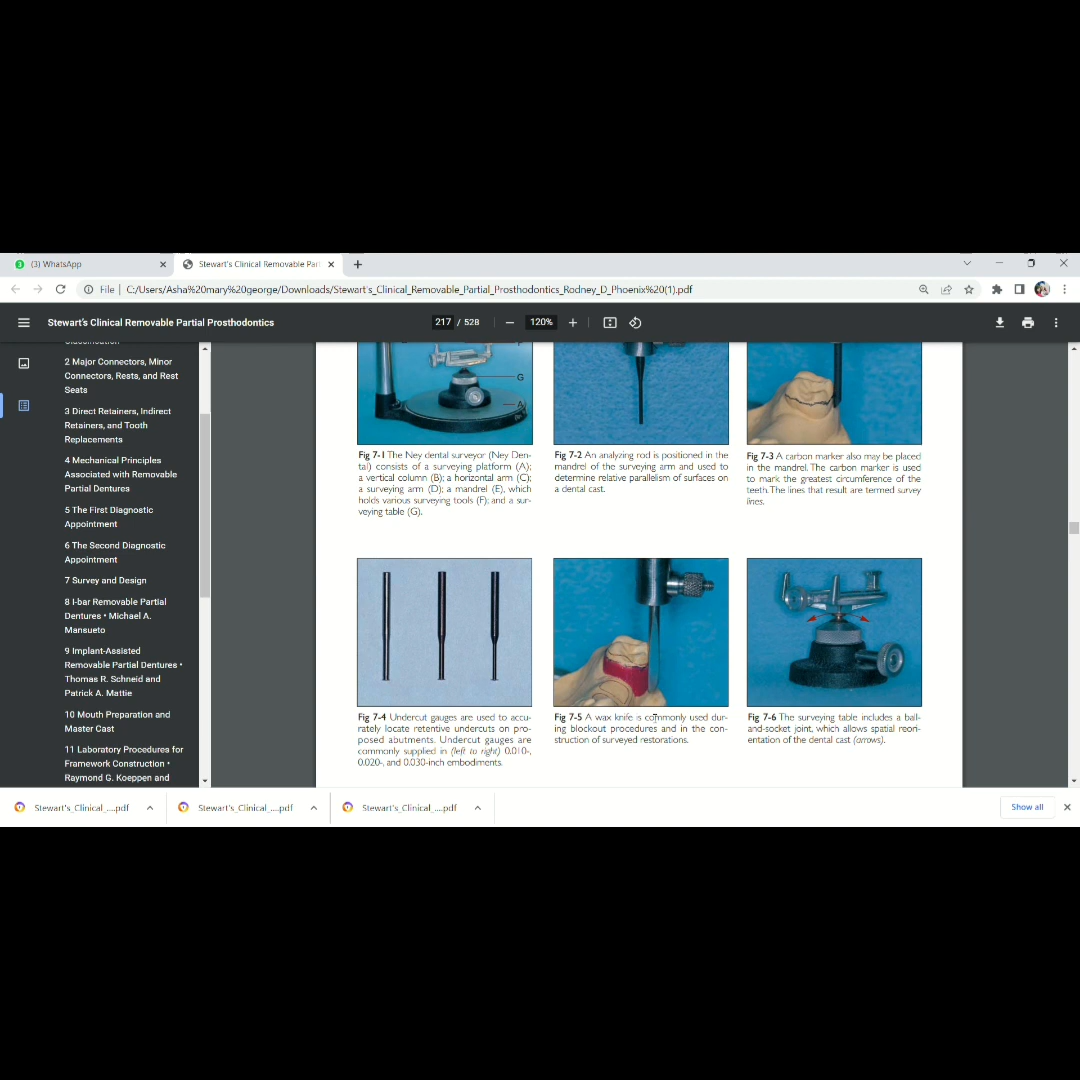 (3) WhatsApp
Stewart's Clinical Removable Part
File | C:/Users/Asha%20mary%20george/Downloads/Stewart's_Clinical_Removable_Partial_Prosthodontics_Rodney_D_Phoenix%20(1).pdf
Stewart's Clinical Removable Partial Prosthodontics
217 / 528
120%
2 Major Connectors, Minor
Connectors, Rests, and Rest
Seats
3 Direct Retainers, Indirect
Retainers, and Tooth
Replacements
4 Mechanical Principles
Associated with Removable
Partial Dentures
5 The First Diagnostic
Appointment
6 The Second Diagnostic
Appointment
7 Survey and Design
8 I-bar Removable Partial
Dentures • Michael A.
Mansueto
9 Implant-Assisted
Removable Partial Dentures •
Thomas R. Schneid and
Patrick A. Mattie
10 Mouth Preparation and
Master Cast
11 Laboratory Procedures for
Framework Construction •
Raymond G. Koeppen and
G
A
Fig 7-1 The Ney dental surveyor (Ney Den-
tal) consists of a surveying platform (A);
a vertical column (B); a horizontal arm (C);
a surveying arm (D); a mandrel (E), which
holds various surveying tools (F); and a sur-
veying table (G).
Fig 7-2 An analyzing rod is positioned in the
mandrel of the surveying arm and used to
determine relative parallelism of surfaces on
a dental cast.
Fig 7-3 A carbon marker also may be placed
in the mandrel. The carbon marker is used
to mark the greatest circumference of the
teeth. The lines that result are termed survey
lines.
Fig 7-4 Undercut gauges are used to accu-
rately locate retentive undercuts on pro-
posed abutments. Undercut gauges are
commonly supplied in (left to right) 0.010-,
0.020-, and 0.030-inch embodiments.
Fig 7-5 A wax knife is commonly used dur-
ing blockout procedures and in the con-
struction of surveyed restorations.
Fig 7-6 The surveying table includes a ball-
and-socket joint, which allows spatial reori-
entation of the dental cast (arrows).
Stewart's_Clinical_....pdf
Stewart's_Clinical_....pdf
Stewart's_Clinical_....pdf
Show all